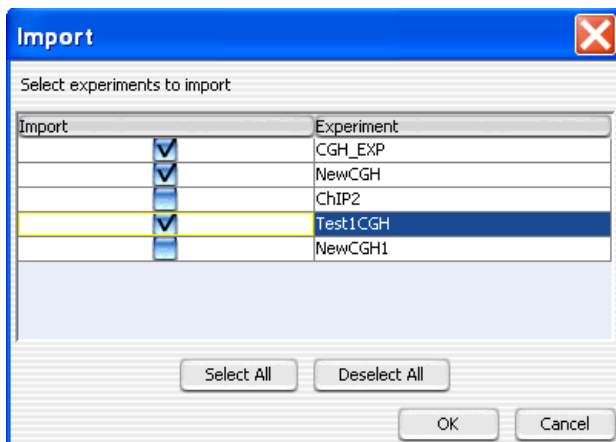 Import
Select experiments to import
Import Experiment
CGH_EXP
NewCGH
ChIP2
Test1CGH
NewCGH1
Select All Deselect All
OK Cancel